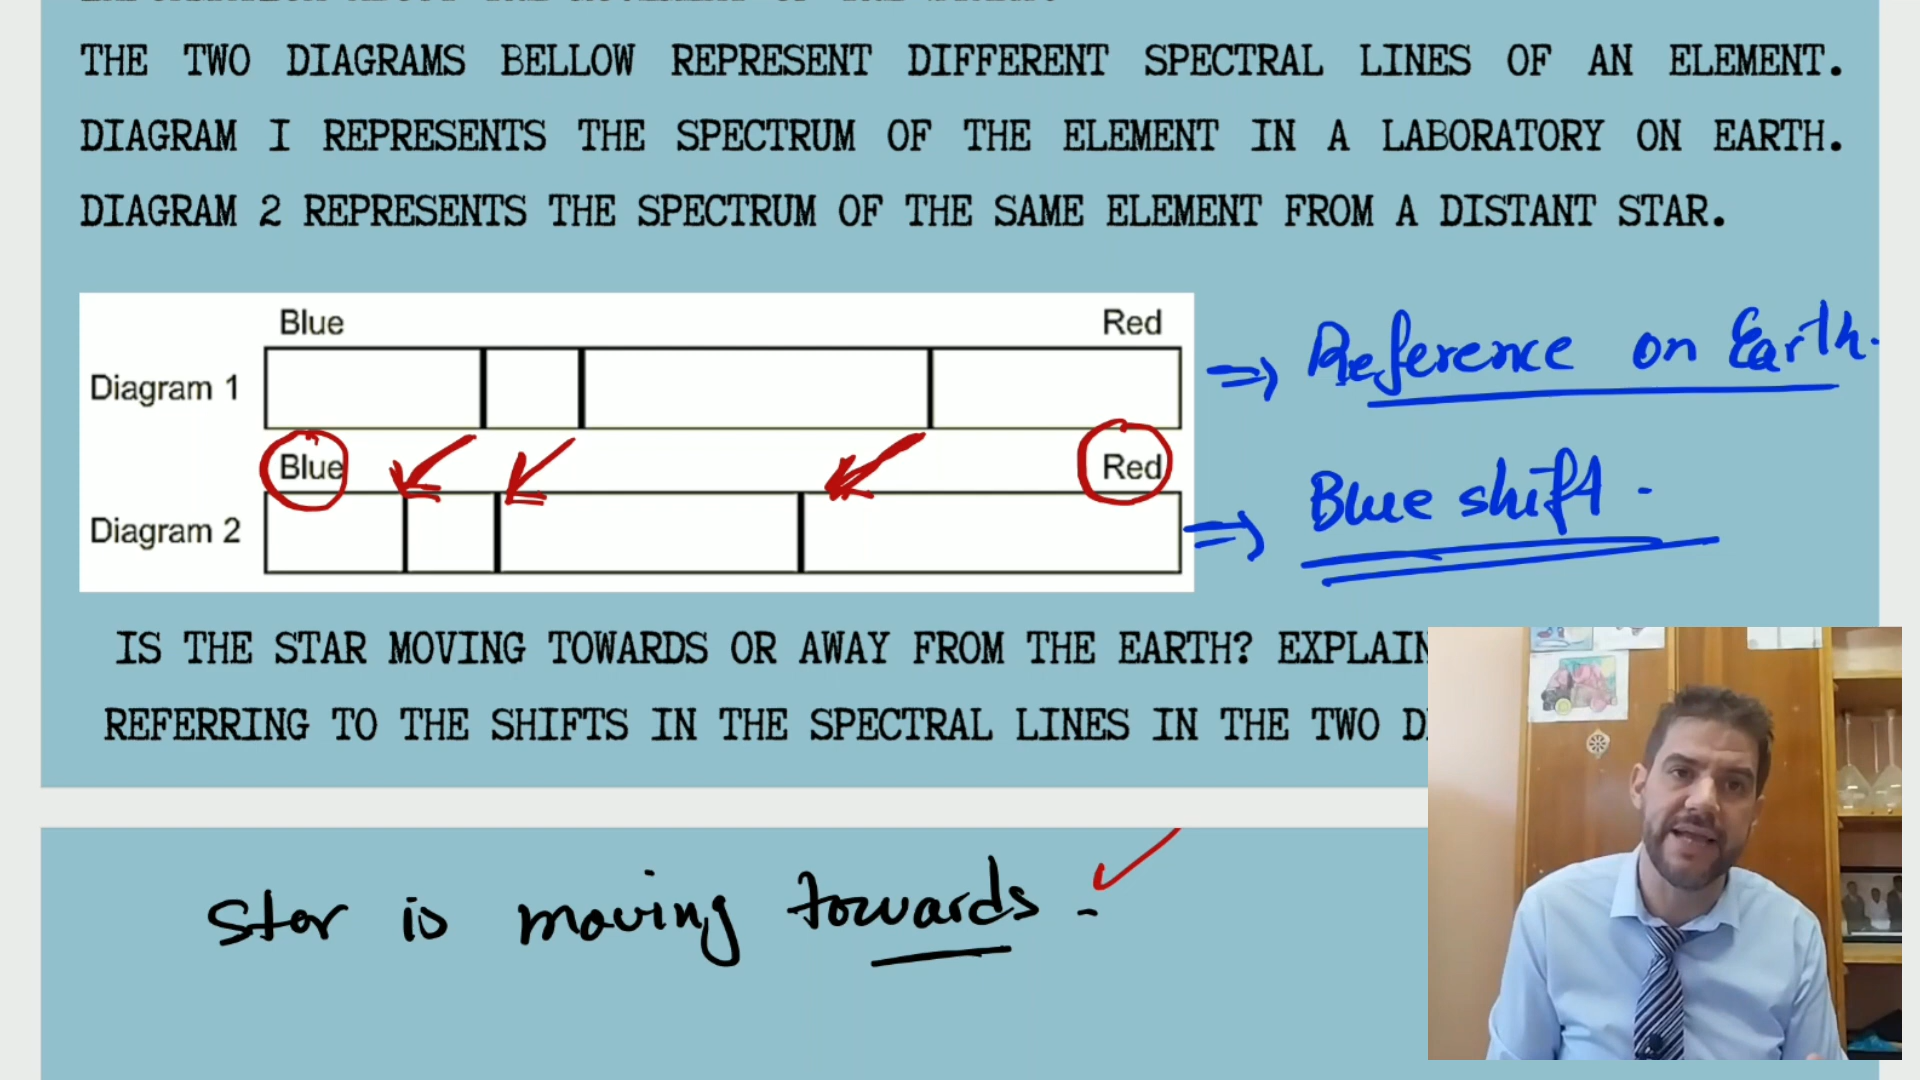 THE TWO DIAGRAMS BELLOW REPRESENT DIFFERENT SPECTRAL LINES OF AN ELEMENT.
DIAGRAM I REPRESENTS THE SPECTRUM OF THE ELEMENT IN A LABORATORY ON EARTH.
DIAGRAM 2 REPRESENTS THE SPECTRUM OF THE SAME ELEMENT FROM A DISTANT STAR.
Blue Red
Diagram 1 => Reference on Earth.
Blue Red
Diagram 2 => Blue shift.
IS THE STAR MOVING TOWARDS OR AWAY FROM THE EARTH? EXPLAIN
REFERRING TO THE SHIFTS IN THE SPECTRAL LINES IN THE TWO
Star is moving towards -